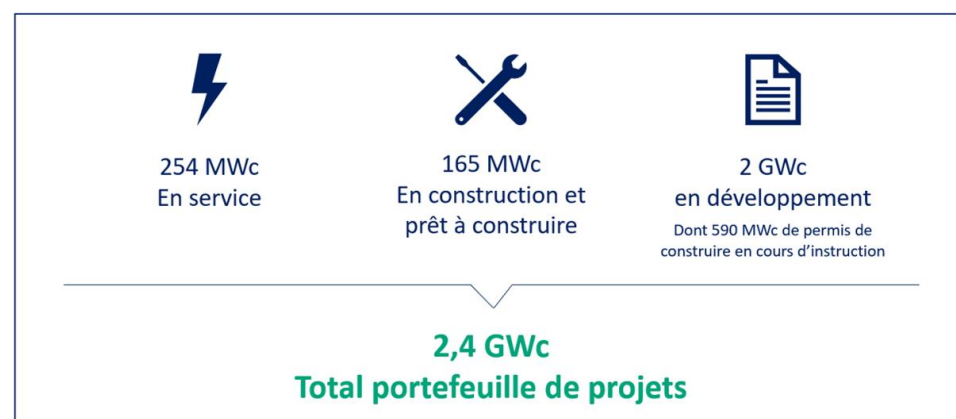 254 MWc
En service
165 MWc
En construction et
prêt à construire
2 GWc
en développement
Dont 590 MWc de permis de
construire en cours d'instruction
2,4 GWc
Total portefeuille de projets